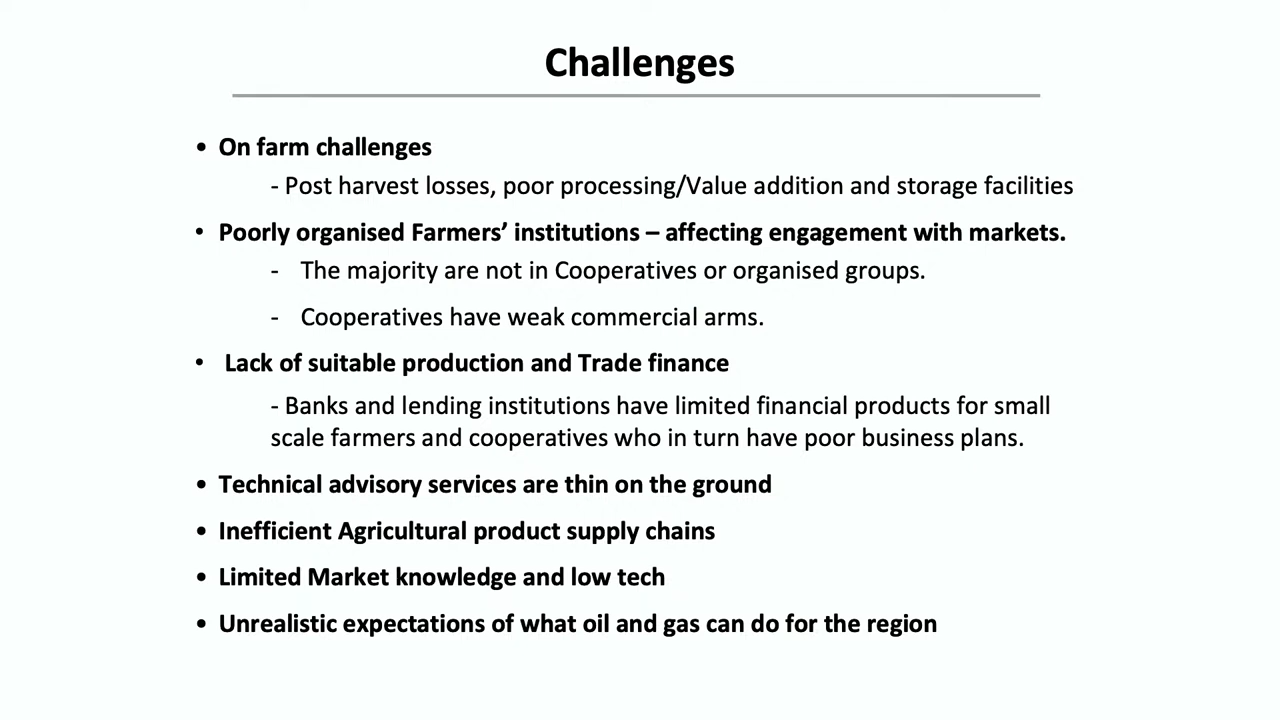 Challenges
• On farm challenges
- Post harvest losses, poor processing/Value addition and storage facilities
• Poorly organised Farmers’ institutions – affecting engagement with markets.
- The majority are not in Cooperatives or organised groups.
- Cooperatives have weak commercial arms.
• Lack of suitable production and Trade finance
- Banks and lending institutions have limited financial products for small
scale farmers and cooperatives who in turn have poor business plans.
• Technical advisory services are thin on the ground
• Inefficient Agricultural product supply chains
• Limited Market knowledge and low tech
• Unrealistic expectations of what oil and gas can do for the region